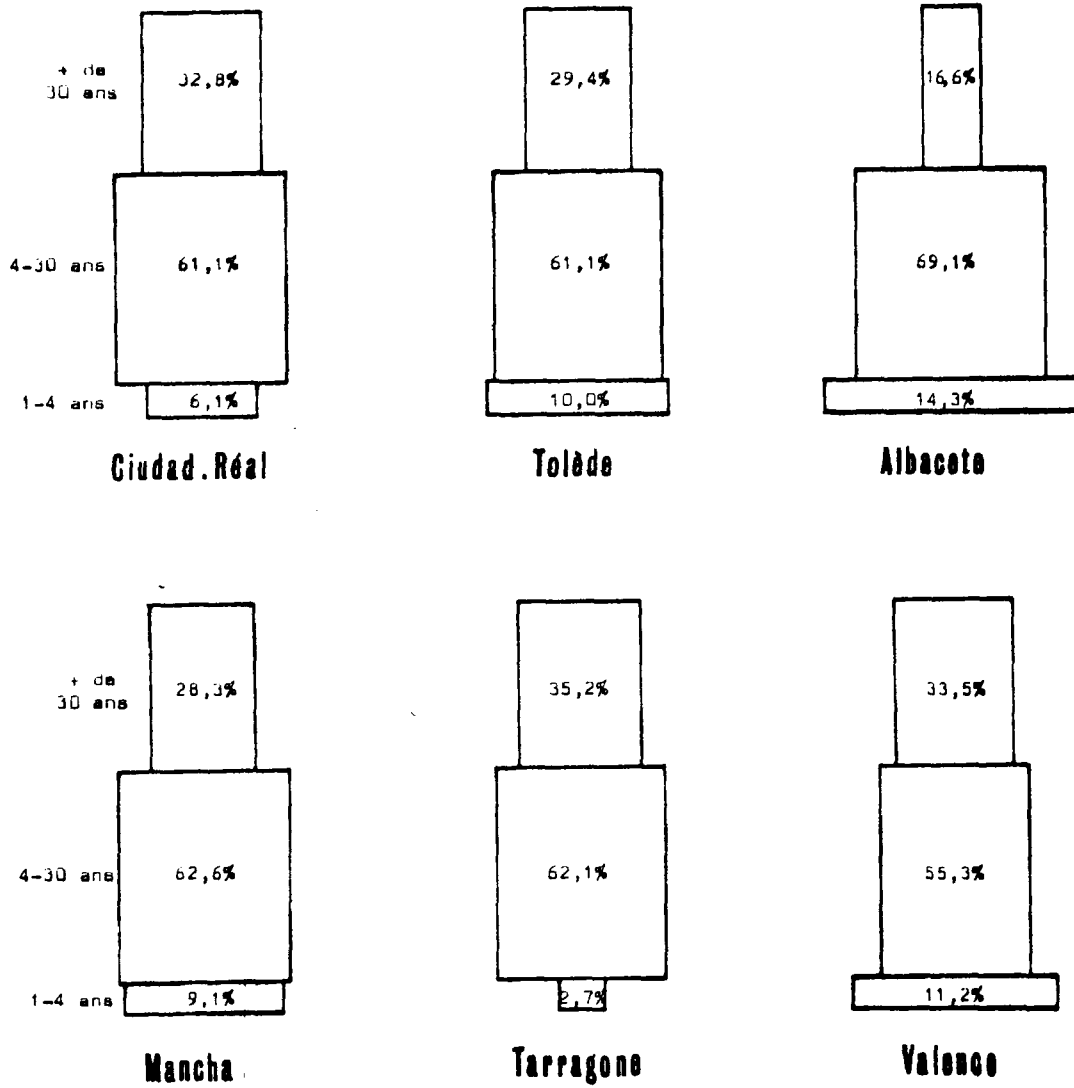 + de
30 ans
32,8%
29,4%
16,6%
4-30 ans
61,1%
61,1%
69,1%
1-4 ans
6,1%
10,0%
14,3%
Ciudad.Réal
Tolède
Albacete
+ de
30 ans
28,3%
35,2%
33,5%
4-30 ans
62,6%
62,1%
55,3%
1-4 ans
9,1%
2,7%
11,2%
Mancha
Tarragone
Valence